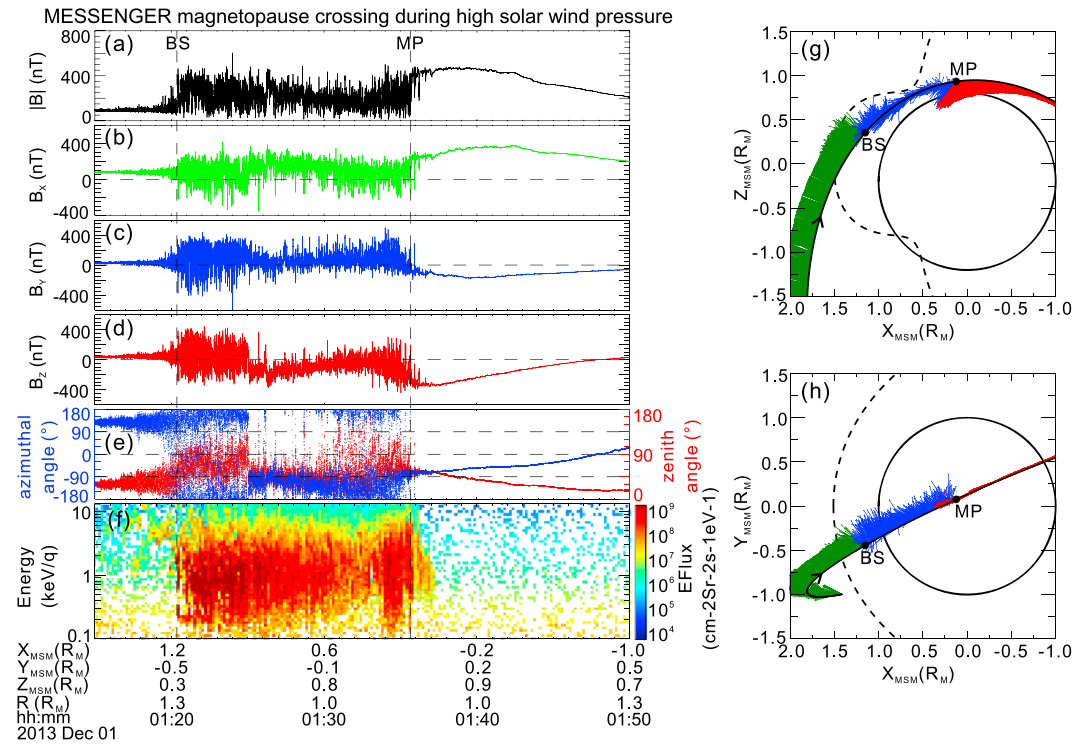 MESSENGER magnetopause crossing during high solar wind pressure
BS
MP
(a)
|B| (nT)
800
400
0
(b)
B_X (nT)
400
0
-400
(c)
B_Y (nT)
400
0
-400
(d)
B_Z (nT)
400
0
-400
(e)
azimuthal
angale (°)
180
90
0
-90
-180
180
90
0
zenith
angale (°)
(f)
Energy
(keV/q)
10
1.0
0.1
10^9
10^8
10^7
10^6
10^5
10^4
EFlux
(cm-2Sr-2s-1eV-1)
X_MSM(R_M) 1.2 0.6 -0.2 -1.0
Y_MSM(R_M) -0.5 -0.1 0.2 0.5
Z_MSM(R_M) 0.3 0.8 0.9 0.7
R (R_M) 1.3 1.0 1.0 1.3
hh:mm 01:20 01:30 01:40 01:50
2013 Dec 01
(g)
Z_MSM(R_M)
1.5
1.0
0.5
0.0
-0.5
-1.0
-1.5
MP
BS
2.0 1.5 1.0 0.5 0.0 0.5 -1.0
X_MSM(R_M)
(h)
Y_MSM(R_M)
1.5
1.0
0.5
0.0
-0.5
-1.0
-1.5
MP
BS
2.0 1.5 1.0 0.5 0.0 0.5 -1.0
X_MSM(R_M)